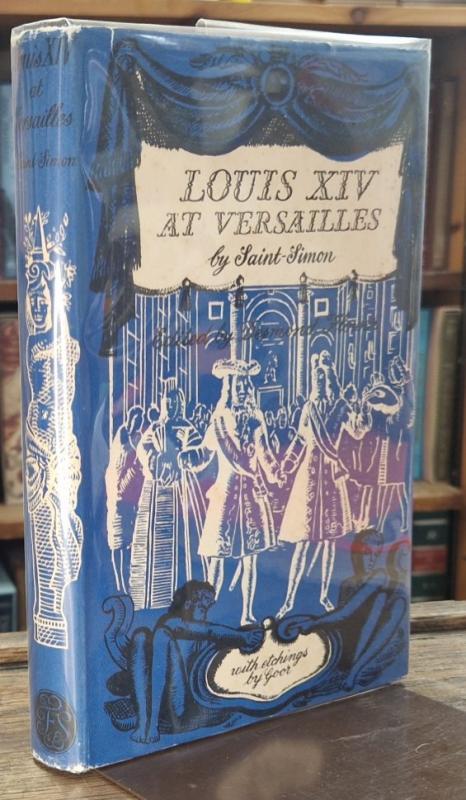 Louis XIV
at
Versailles
Saint-Simon
LOUIS XIV
AT VERSAILLES
by Saint-Simon
Edited by Desmond
with etchings
by Goor